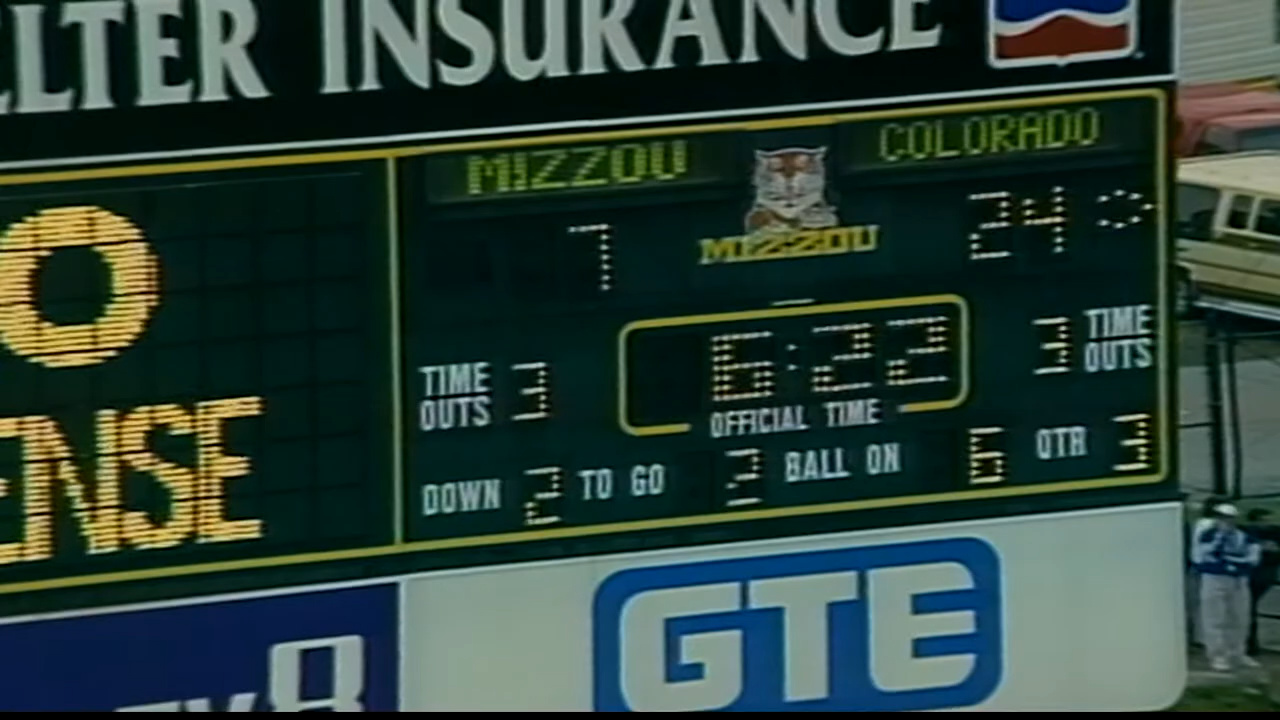 ELTER INSURANCE
MIZZOU
COLORADO
7
MIZZOU
24
O
ENSE
TIME OUTS 3
6:22
OFFICIAL TIME
3 TIME OUTS
DOWN 2 TO GO 2 BALL ON 6 QTR 3
8
GTE